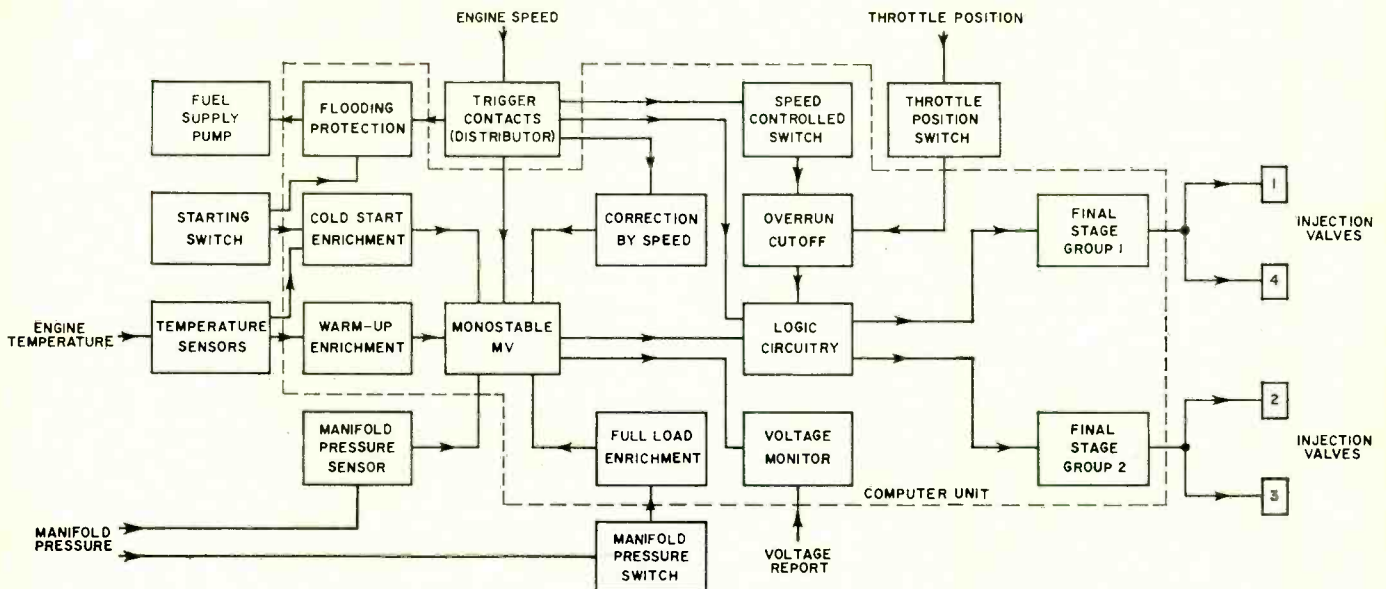 ENGINE SPEED
THROTTLE POSITION
FUEL
SUPPLY
PUMP
FLOODING
PROTECTION
TRIGGER
CONTACTS
(DISTRIBUTOR)
SPEED
CONTROLLED
SWITCH
THROTTLE
POSITION
SWITCH
STARTING
SWITCH
COLD START
ENRICHMENT
CORRECTION
BY SPEED
OVERRUN
CUTOFF
FINAL
STAGE
GROUP 1
1
4
INJECTION
VALVES
ENGINE
TEMPERATURE
TEMPERATURE
SENSORS
WARM-UP
ENRICHMENT
MONOSTABLE
MV
LOGIC
CIRCUITRY
MANIFOLD
PRESSURE
SENSOR
FULL LOAD
ENRICHMENT
VOLTAGE
MONITOR
FINAL
STAGE
GROUP 2
2
3
INJECTION
VALVES
COMPUTER UNIT
MANIFOLD
PRESSURE
MANIFOLD
PRESSURE
SWITCH
VOLTAGE
REPORT